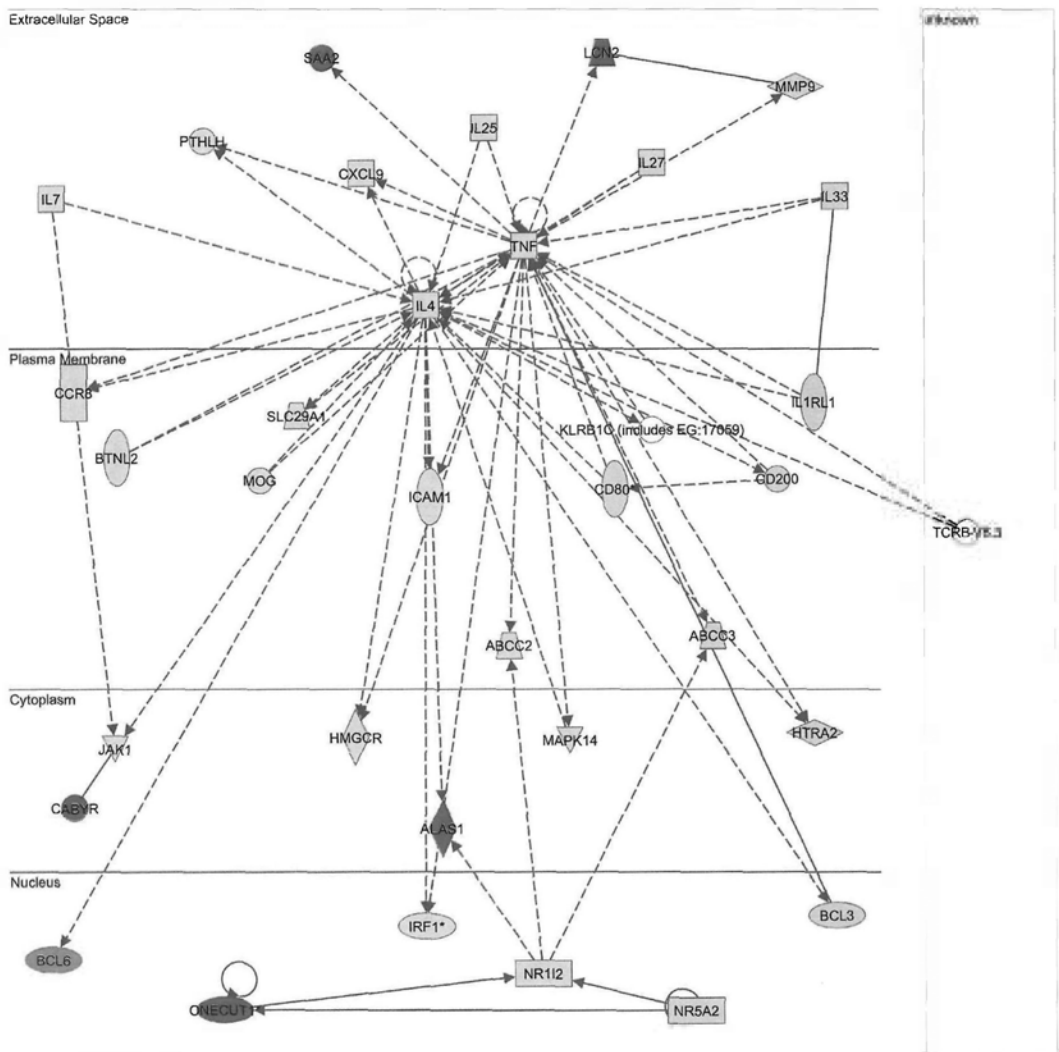 Extracellular Space
unknown
SAA2
LCN2
MMP9
PTHLH
IL25
CXCL9
IL27
IL7
IL33
TNF
IL4
Plasma Membrane
CCR8
SLC29A1
IL1RL1
KLRB1C (includes EG:17059)
BTNL2
MOG
ICAM1
CD80
CD200
ABCC2
ABCC3
Cytoplasm
JAK1
HMGCR
MAPK14
HTRA2
CABYR
ALAS1
Nucleus
IRF1*
BCL3
BCL6
NR1I2
ONECUT1
NR5A2